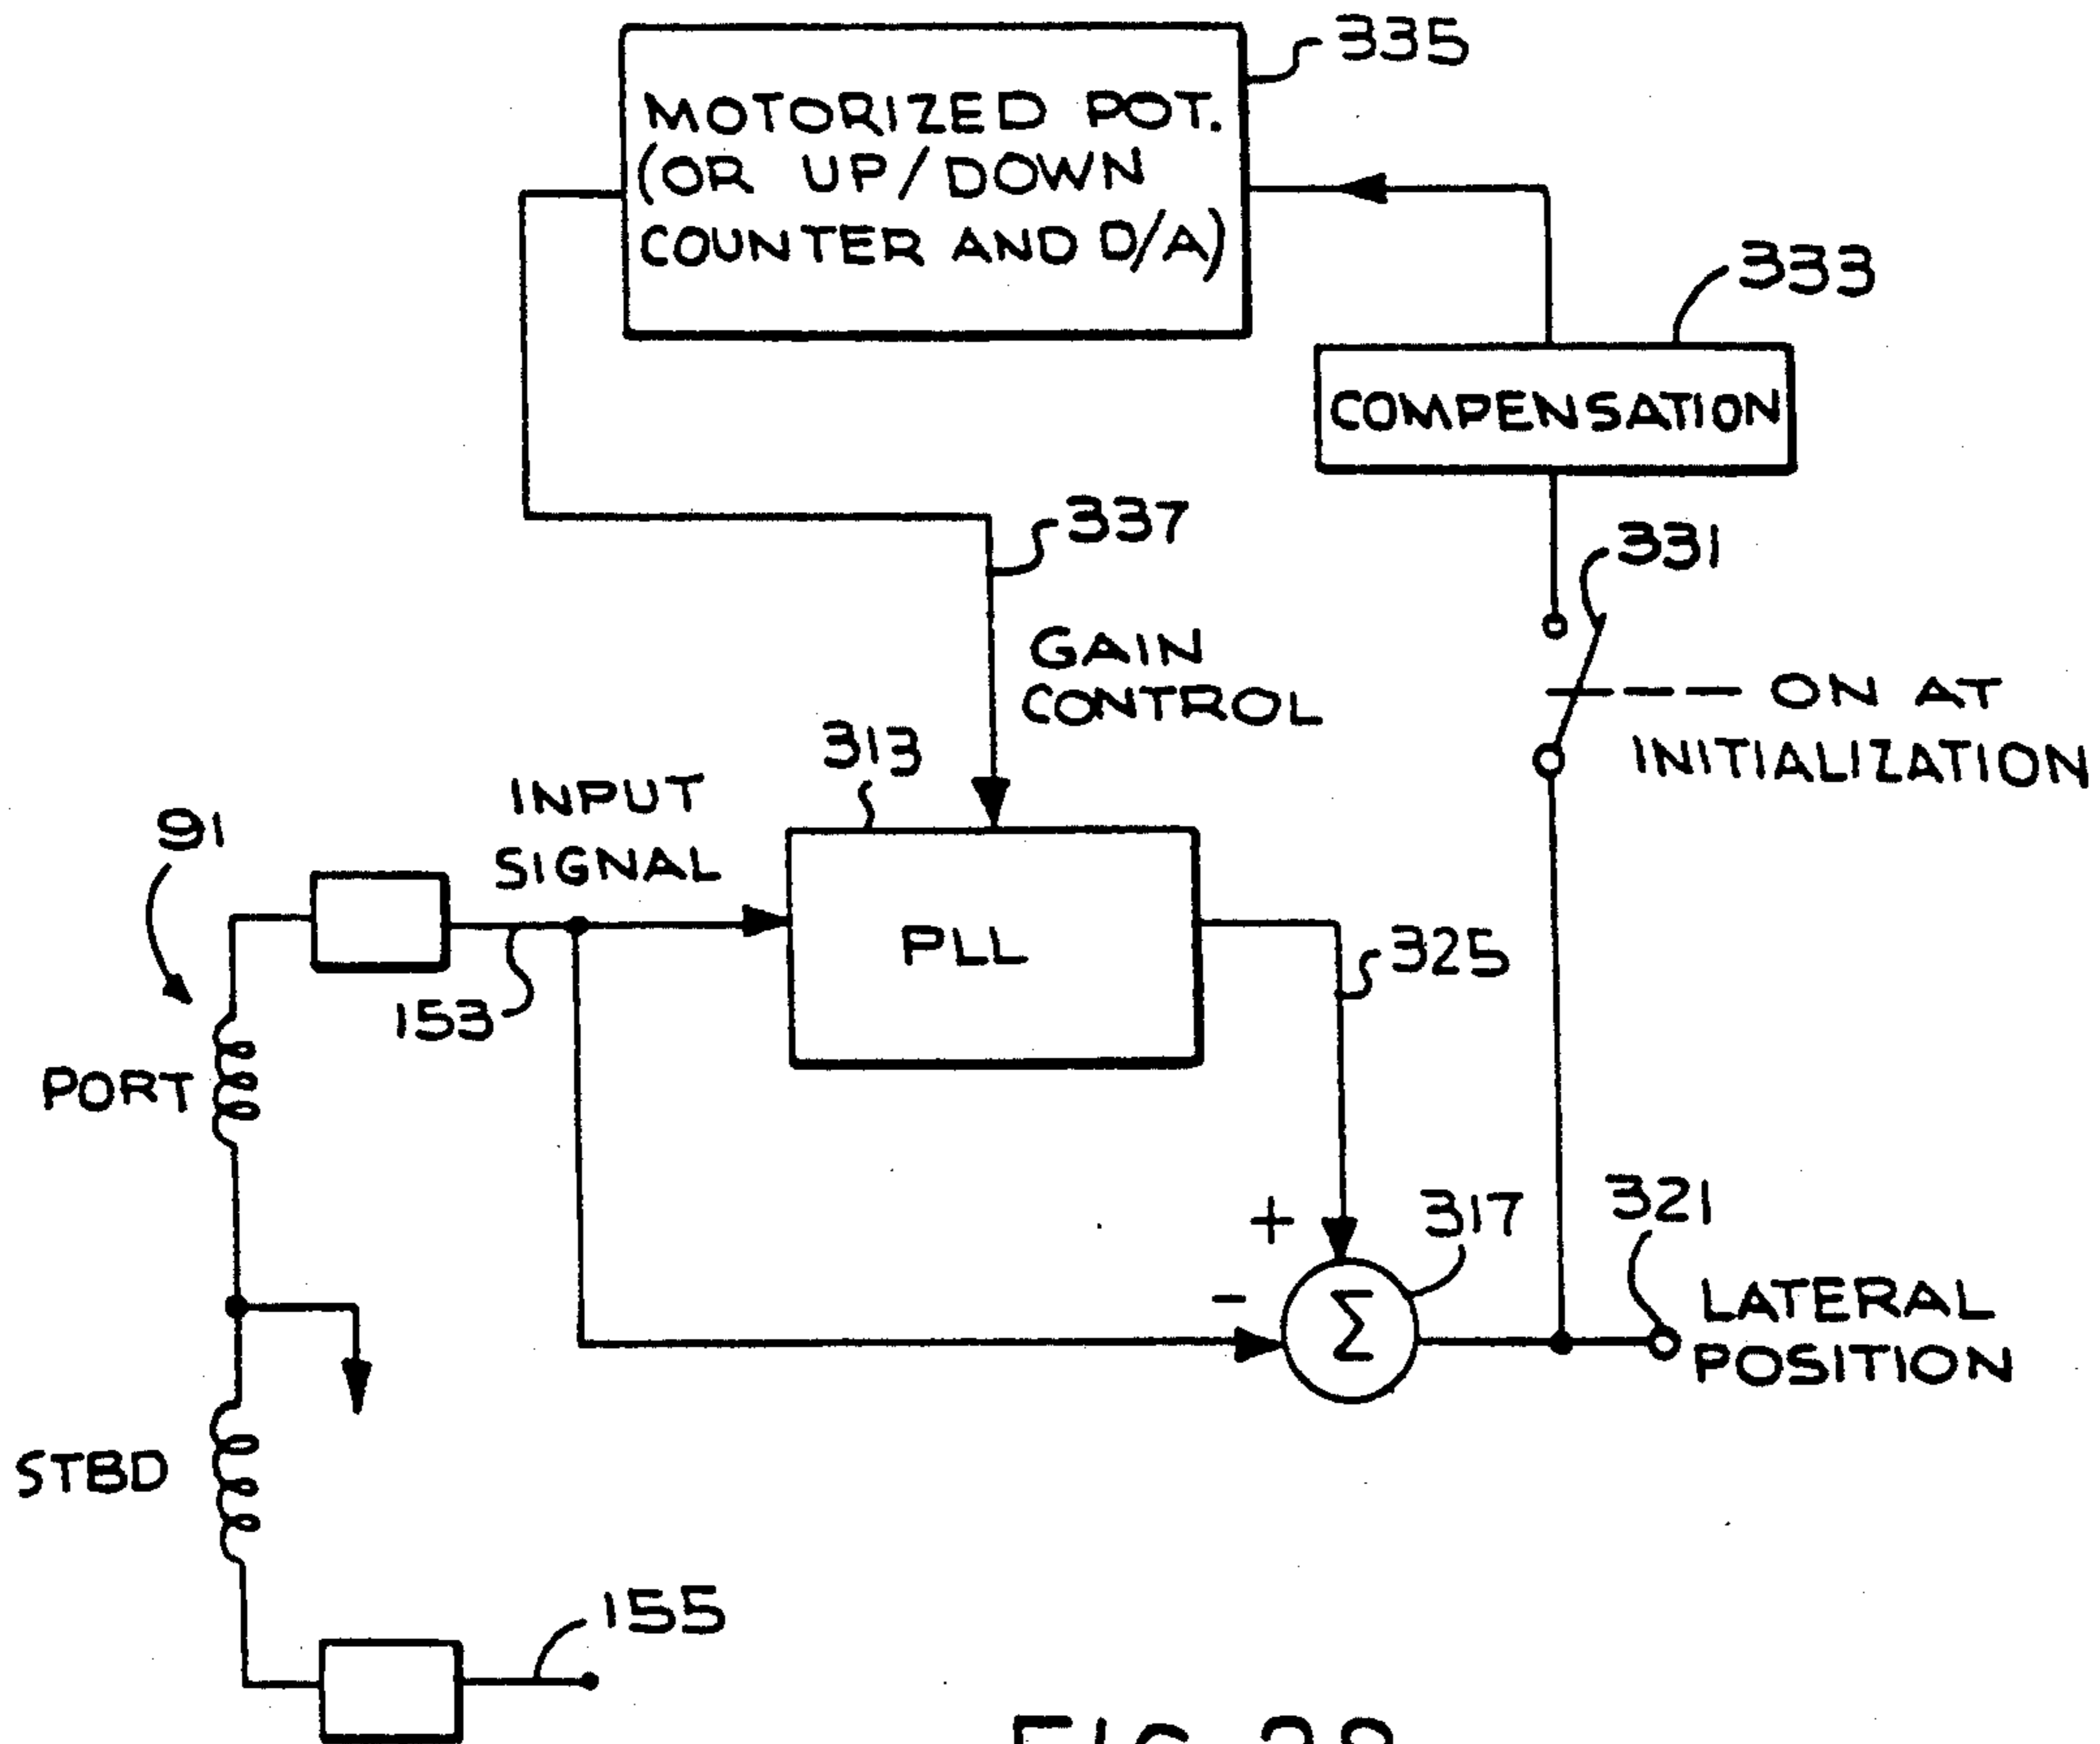 335
MOTORIZED POT.
(OR UP/DOWN
COUNTER AND D/A)
333
COMPENSATION
337
331
GAIN
CONTROL
ON AT
INITIALIZATION
313
INPUT
SIGNAL
91
PLL
325
153
PORT
+
317
321
-
Σ
LATERAL
POSITION
STBD
155